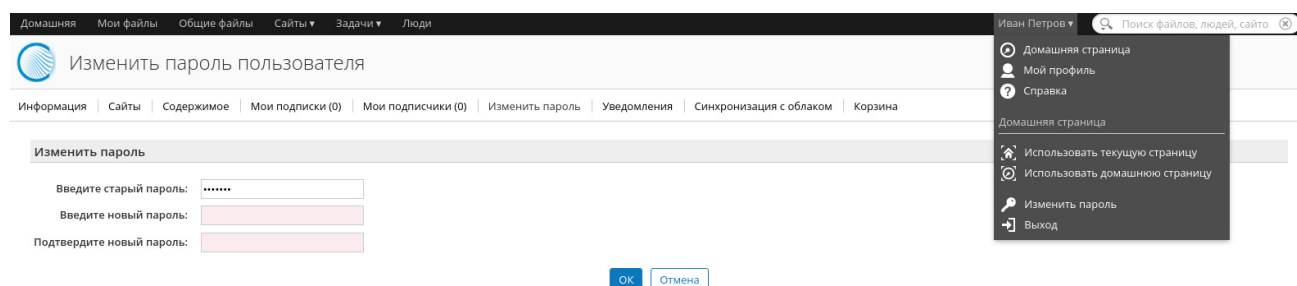 Домашняя Мои файлы Общие файлы Сайты Задачи Люди Иван Петров Поиск файлов, людей, сайто
Изменить пароль пользователя
Информация Сайты Содержимое Мои подписки (0) Мои подписчики (0) Изменить пароль Уведомления Синхронизация с облаком Корзина
Изменить пароль
Введите старый пароль: •••••••
Введите новый пароль:
Подтвердите новый пароль:
ОК Отмена
Домашняя страница
Мой профиль
Справка
Домашняя страница
Использовать текущую страницу
Использовать домашнюю страницу
Изменить пароль
Выход